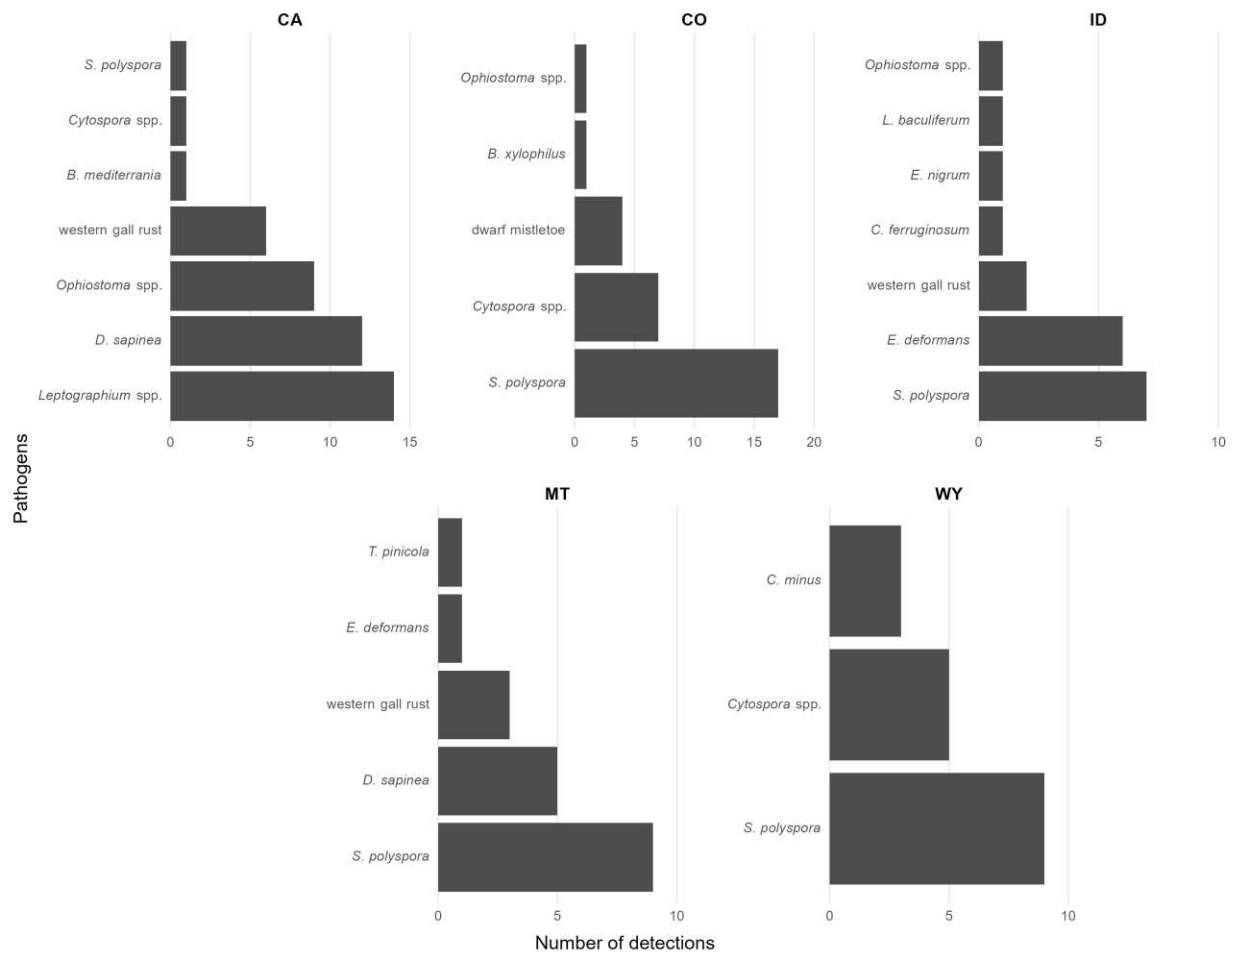 CA
S. polyspora
Cytospora spp.
B. mediterrania
western gall rust
Ophiostoma spp.
D. sapinea
Leptographium spp.
0 5 10 15
CO
Ophiostoma spp.
B. xylophilus
dwarf mistletoe
Cytospora spp.
S. polyspora
0 5 10 15 20
ID
Ophiostoma spp.
L. baculiferum
E. nigrum
C. ferruginosum
western gall rust
E. deformans
S. polyspora
0 5 10
Pathogens
MT
T. pinicola
E. deformans
western gall rust
D. sapinea
S. polyspora
0 5 10
WY
C. minus
Cytospora spp.
S. polyspora
0 5 10
Number of detections